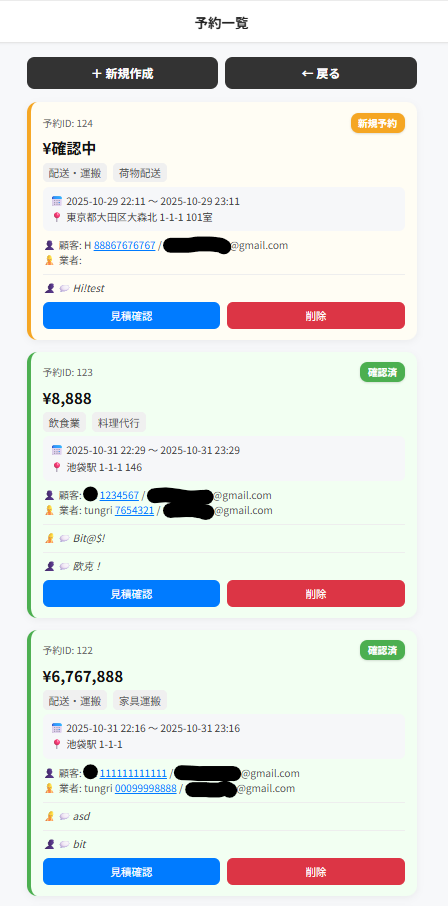 予約一覧
＋ 新規作成
← 戻る
予約ID: 124
新規予約
¥確認中
配送・運搬 荷物配送
2025-10-29 22:11 ～ 2025-10-29 23:11
東京都大田区大森北 1-1-1 101室
顧客: H 88867676767 / @gmail.com
業者:
Hi!test
見積確認
削除
予約ID: 123
確認済
¥8,888
飲食業 料理代行
2025-10-31 22:29 ～ 2025-10-31 23:29
池袋駅 1-1-1 146
顧客: 1234567 / @gmail.com
業者: tungri 7654321 / @gmail.com
Bit@$!
欧克！
見積確認
削除
予約ID: 122
確認済
¥6,767,888
配送・運搬 家具運搬
2025-10-31 22:16 ～ 2025-10-31 23:16
池袋駅 1-1-1
顧客: 111111111111 / @gmail.com
業者: tungri 00099998888 / @gmail.com
asd
bit
見積確認
削除